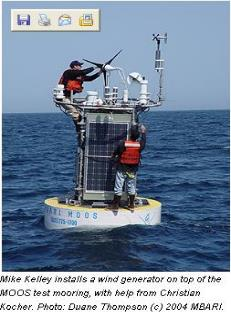 MOOS
Mike Kelley installs a wind generator on top of the
MOOS test mooring, with help from Christian
Kocher. Photo: Duane Thompson (c) 2004 MBARI.